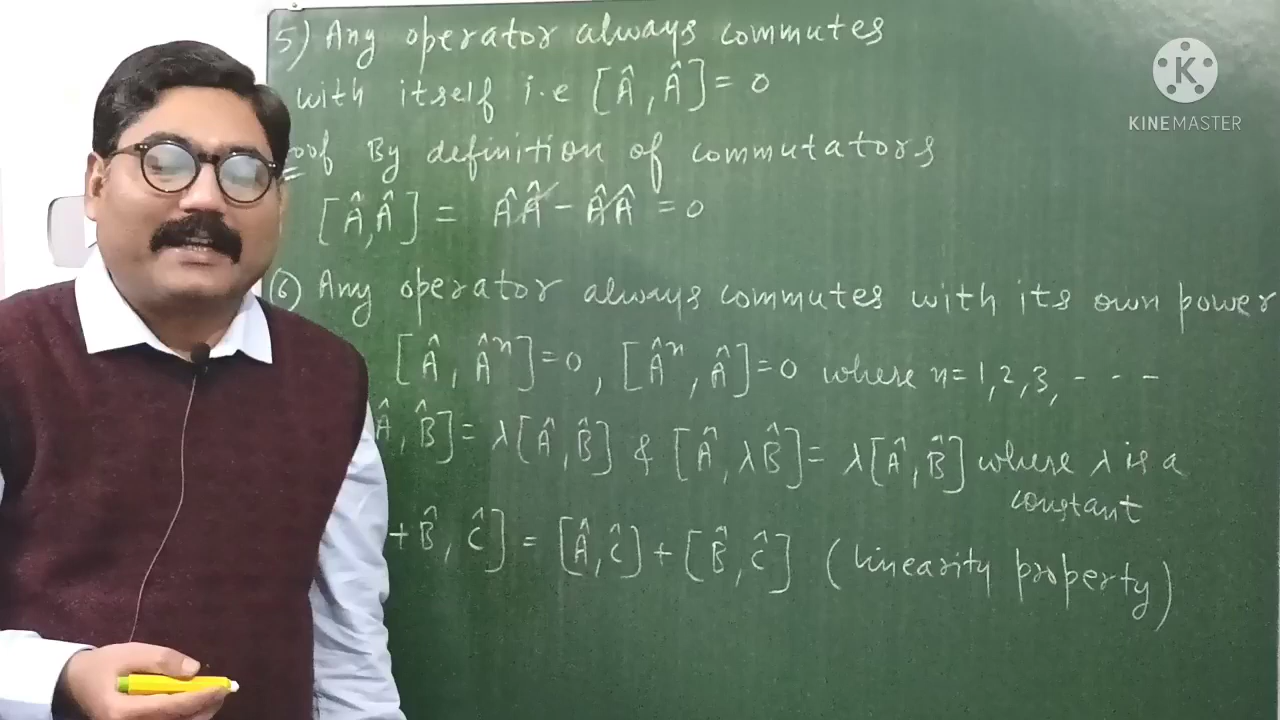 5) Any operator always commutes
with itself i.e [Â, Â] = 0
oof By definition of commutators
[Â, Â] = ÂÂ - ÂÂ = 0
(6) Any operator always commutes with its own power
[Â, Âⁿ] = 0, [Âⁿ, Â] = 0 where n = 1, 2, 3, - - -
Â, B̂] = λ[Â, B̂] & [Â, λB̂] = λ[Â, B̂] where λ is a
constant
+ B̂, Ĉ] = [Â, Ĉ] + [B̂, Ĉ] (linearity property)
K
KINEMASTER